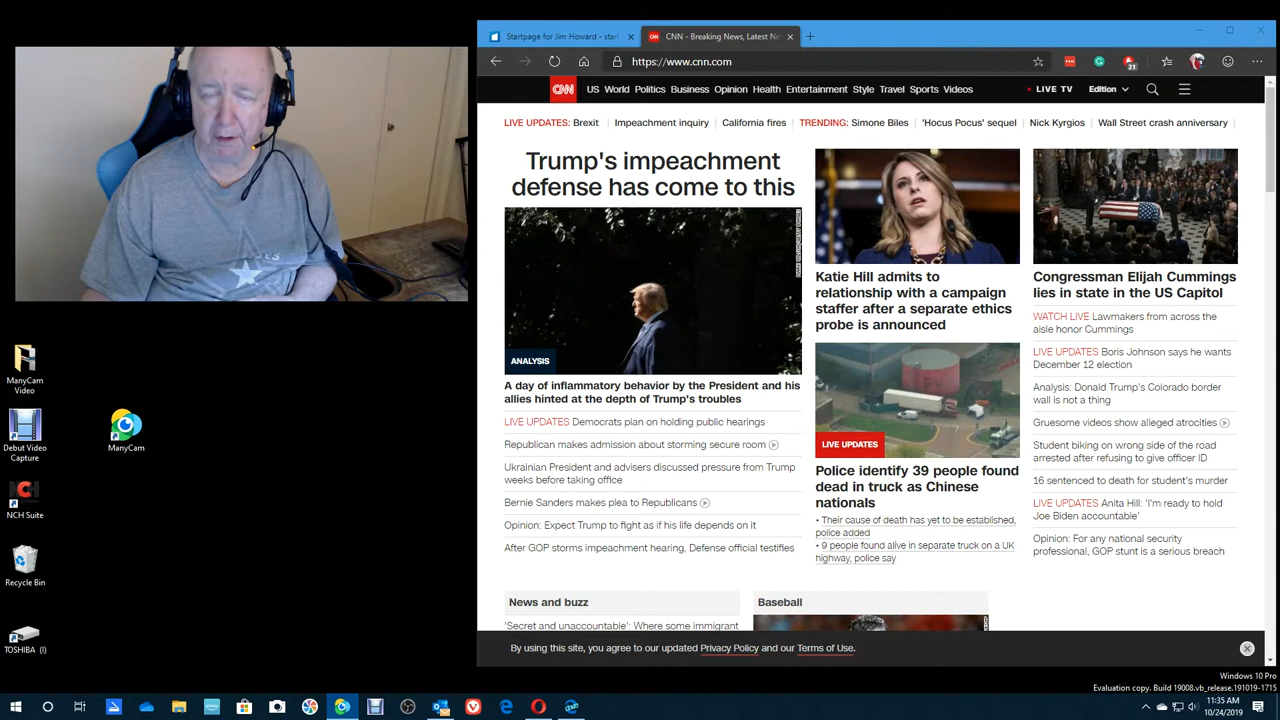 Startpage for Jim Howard - star
CNN - Breaking News, Latest Ne
https://www.cnn.com
21
CNN US World Politics Business Opinion Health Entertainment Style Travel Sports Videos LIVE TV Edition
LIVE UPDATES: Brexit Impeachment inquiry California fires TRENDING: Simone Biles 'Hocus Pocus' sequel Nick Kyrgios Wall Street crash anniversary
Trump's impeachment
defense has come to this
ANALYSIS
A day of inflammatory behavior by the President and his
allies hinted at the depth of Trump's troubles
LIVE UPDATES Democrats plan on holding public hearings
Republican makes admission about storming secure room
Ukrainian President and advisers discussed pressure from Trump
weeks before taking office
Bernie Sanders makes plea to Republicans
Opinion: Expect Trump to fight as if his life depends on it
After GOP storms impeachment hearing, Defense official testifies
Katie Hill admits to
relationship with a campaign
staffer after a separate ethics
probe is announced
LIVE UPDATES
Police identify 39 people found
dead in truck as Chinese
nationals
• Their cause of death has yet to be established,
police added
• 9 people found alive in separate truck on a UK
highway, police say
Congressman Elijah Cummings
lies in state in the US Capitol
WATCH LIVE Lawmakers from across the
aisle honor Cummings
LIVE UPDATES Boris Johnson says he wants
December 12 election
Analysis: Donald Trump's Colorado border
wall is not a thing
Gruesome videos show alleged atrocities
Student biking on wrong side of the road
arrested after refusing to give officer ID
16 sentenced to death for student's murder
LIVE UPDATES Anita Hill: 'I'm ready to hold
Joe Biden accountable'
Opinion: For any national security
professional, GOP stunt is a serious breach
News and buzz
'Secret and unaccountable': Where some immigrant
Baseball
By using this site, you agree to our updated Privacy Policy and our Terms of Use.
ManyCam
Video
Debut Video
Capture
ManyCam
NCH Suite
Recycle Bin
TOSHIBA (I)
Windows 10 Pro
Evaluation copy. Build 19008.vb_release.191019-1715
11:35 AM
10/24/2019